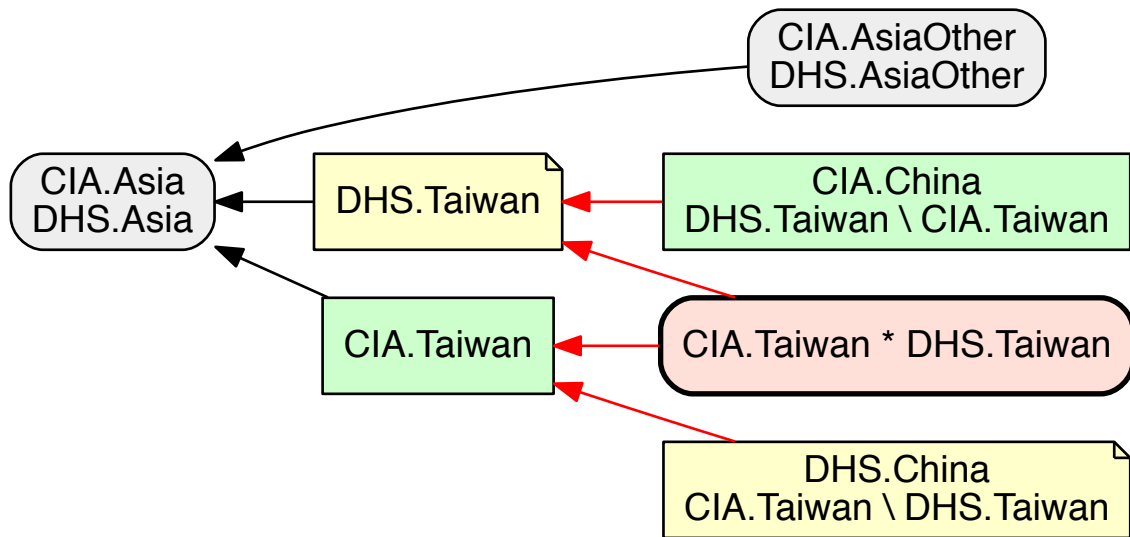 CIA.AsiaOther
DHS.AsiaOther
CIA.Asia
DHS.Asia
DHS.Taiwan
CIA.China
DHS.Taiwan \ CIA.Taiwan
CIA.Taiwan
CIA.Taiwan * DHS.Taiwan
DHS.China
CIA.Taiwan \ DHS.Taiwan